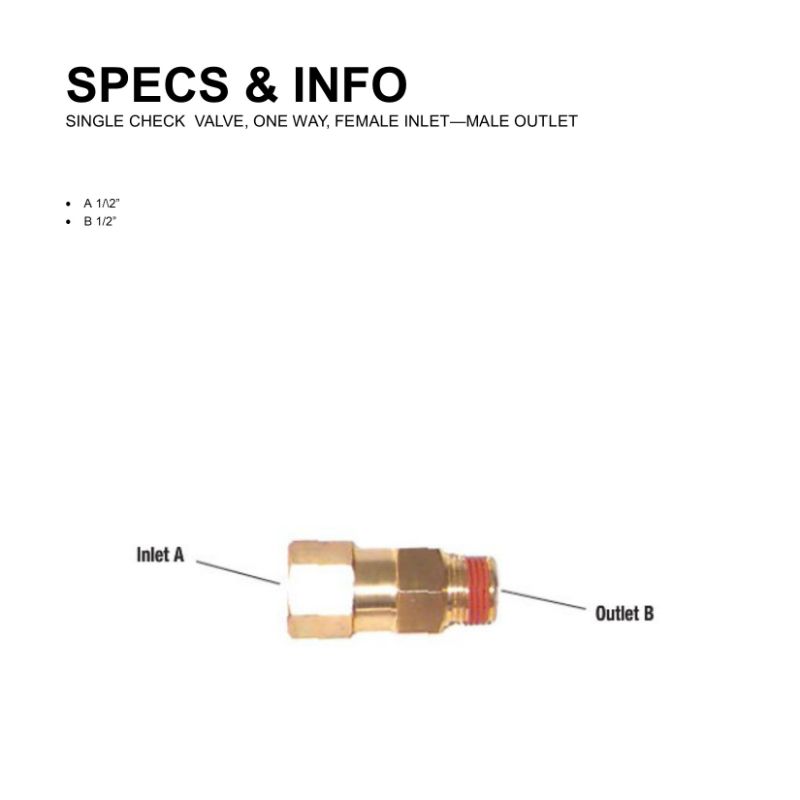 SPECS & INFO
SINGLE CHECK  VALVE, ONE WAY, FEMALE INLET—MALE OUTLET
• A 1/\2”
• B 1/2”
Inlet A
Outlet B